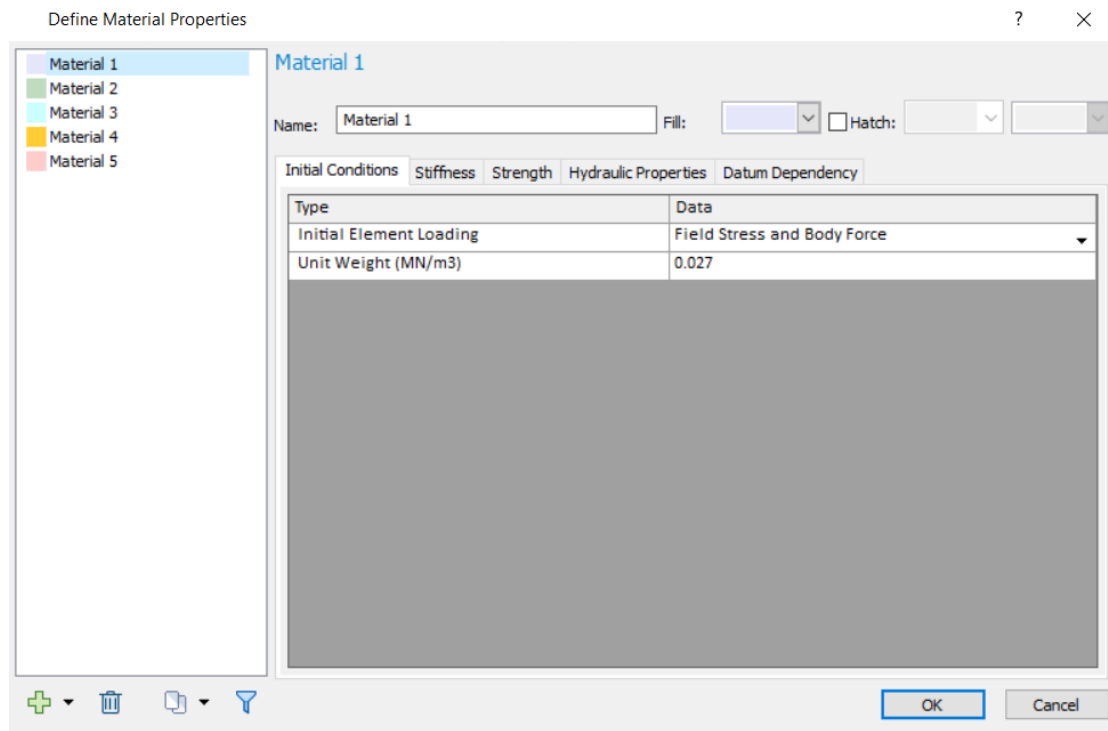 Define Material Properties ?
Material 1
Material 2
Material 3
Material 4
Material 5
Material 1
Name: Material 1 Fill: Hatch:
Initial Conditions Stiffness Strength Hydraulic Properties Datum Dependency
Type Data
Initial Element Loading Field Stress and Body Force
Unit Weight (MN/m3) 0.027
OK Cancel